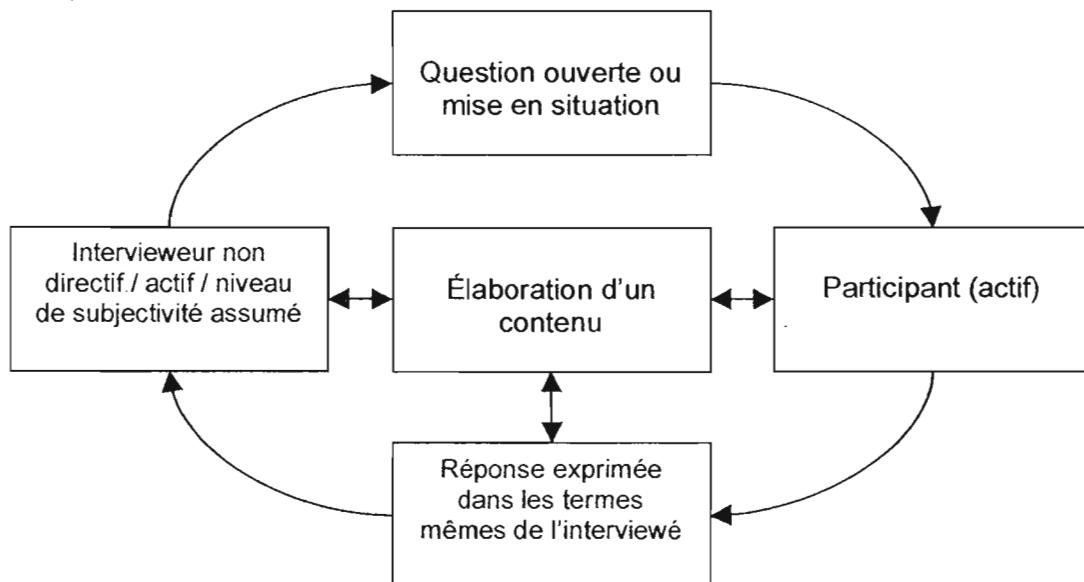 Question ouverte ou
mise en situation
Intervieweur non
directif / actif / niveau
de subjectivité assumé
Élaboration d'un
contenu
Participant (actif)
Réponse exprimée
dans les termes
mêmes de l'interviewé